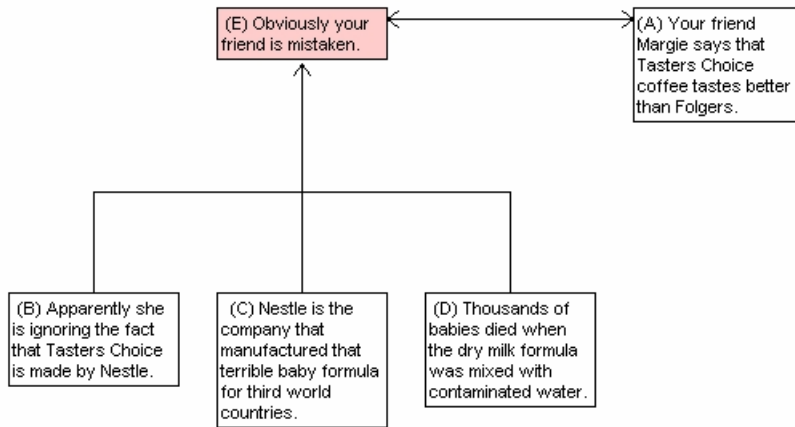 (E) Obviously your
friend is mistaken.
(A) Your friend
Margie says that
Tasters Choice
coffee tastes better
than Folgers.
(B) Apparently she
is ignoring the fact
that Tasters Choice
is made by Nestle.
(C) Nestle is the
company that
manufactured that
terrible baby formula
for third world
countries.
(D) Thousands of
babies died when
the dry milk formula
was mixed with
contaminated water.